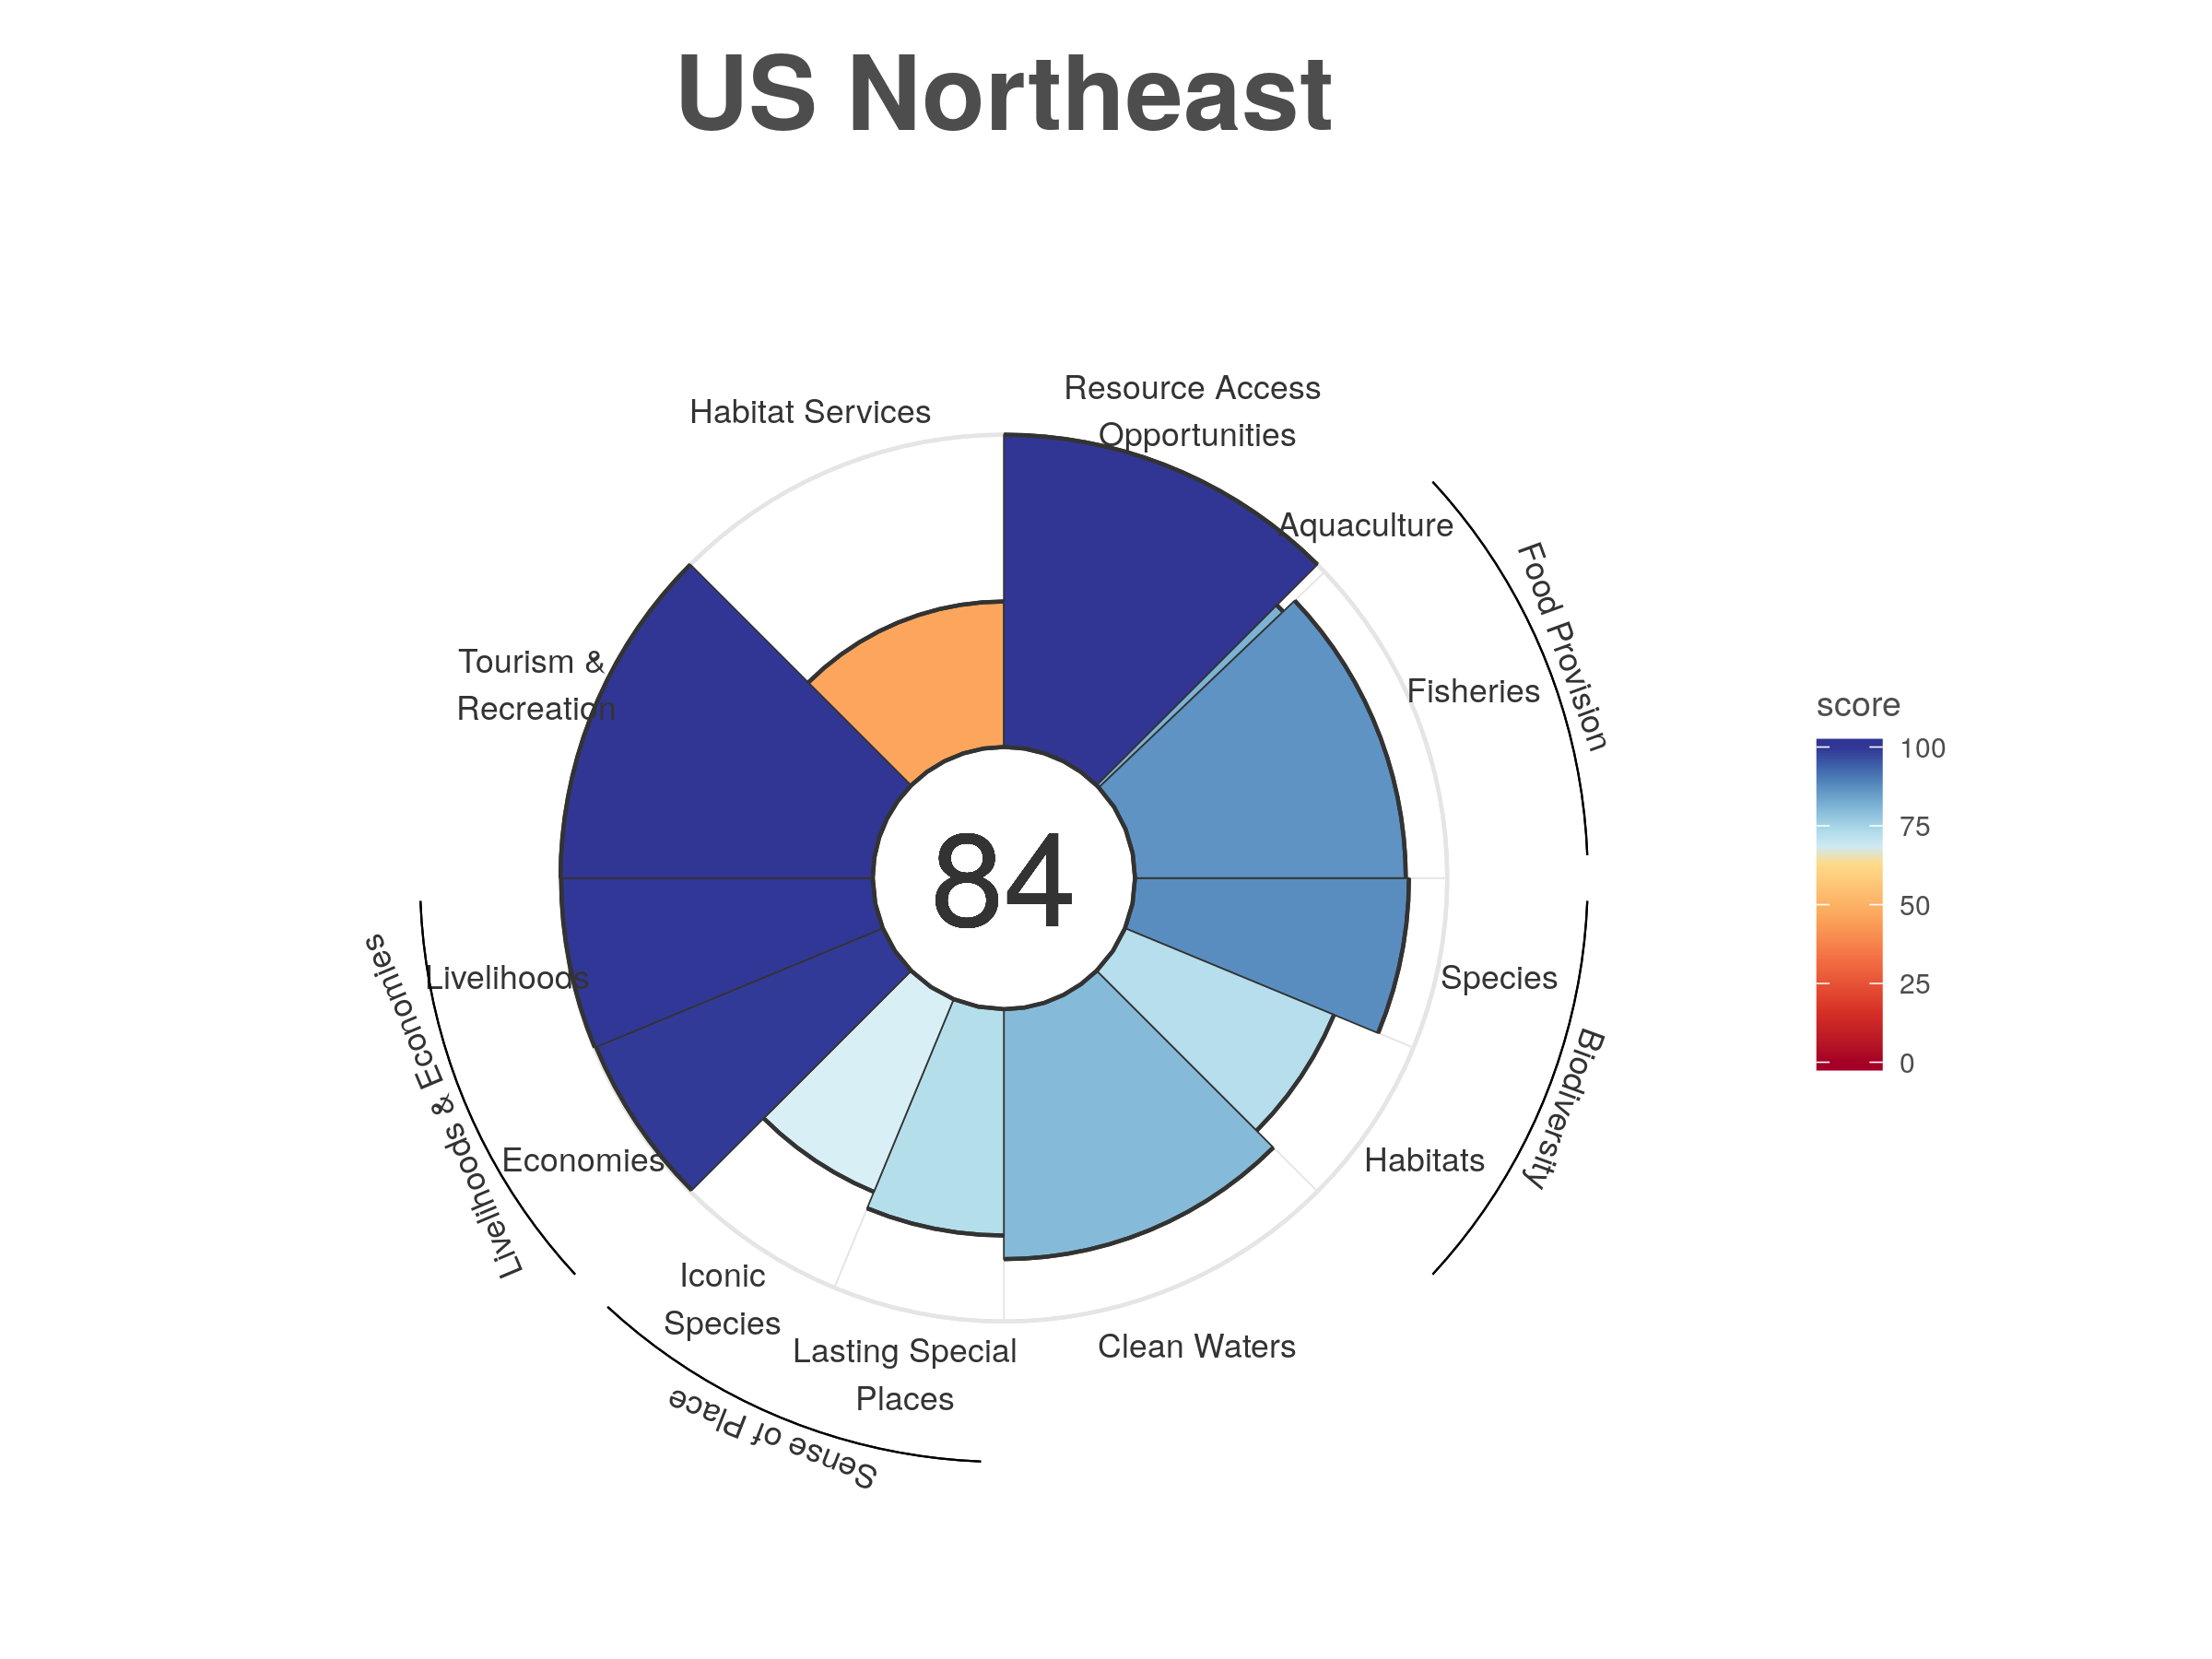 US Northeast
Habitat Services
Resource Access
Opportunities
Aquaculture
Food Provision
Fisheries
Tourism &
Recreation
84
Species
Livelihoods
Livelihoods & Economies
Biodiversity
Economies
Habitats
Iconic
Species
Lasting Special
Places
Clean Waters
Sense of Place
score
100
75
50
25
0